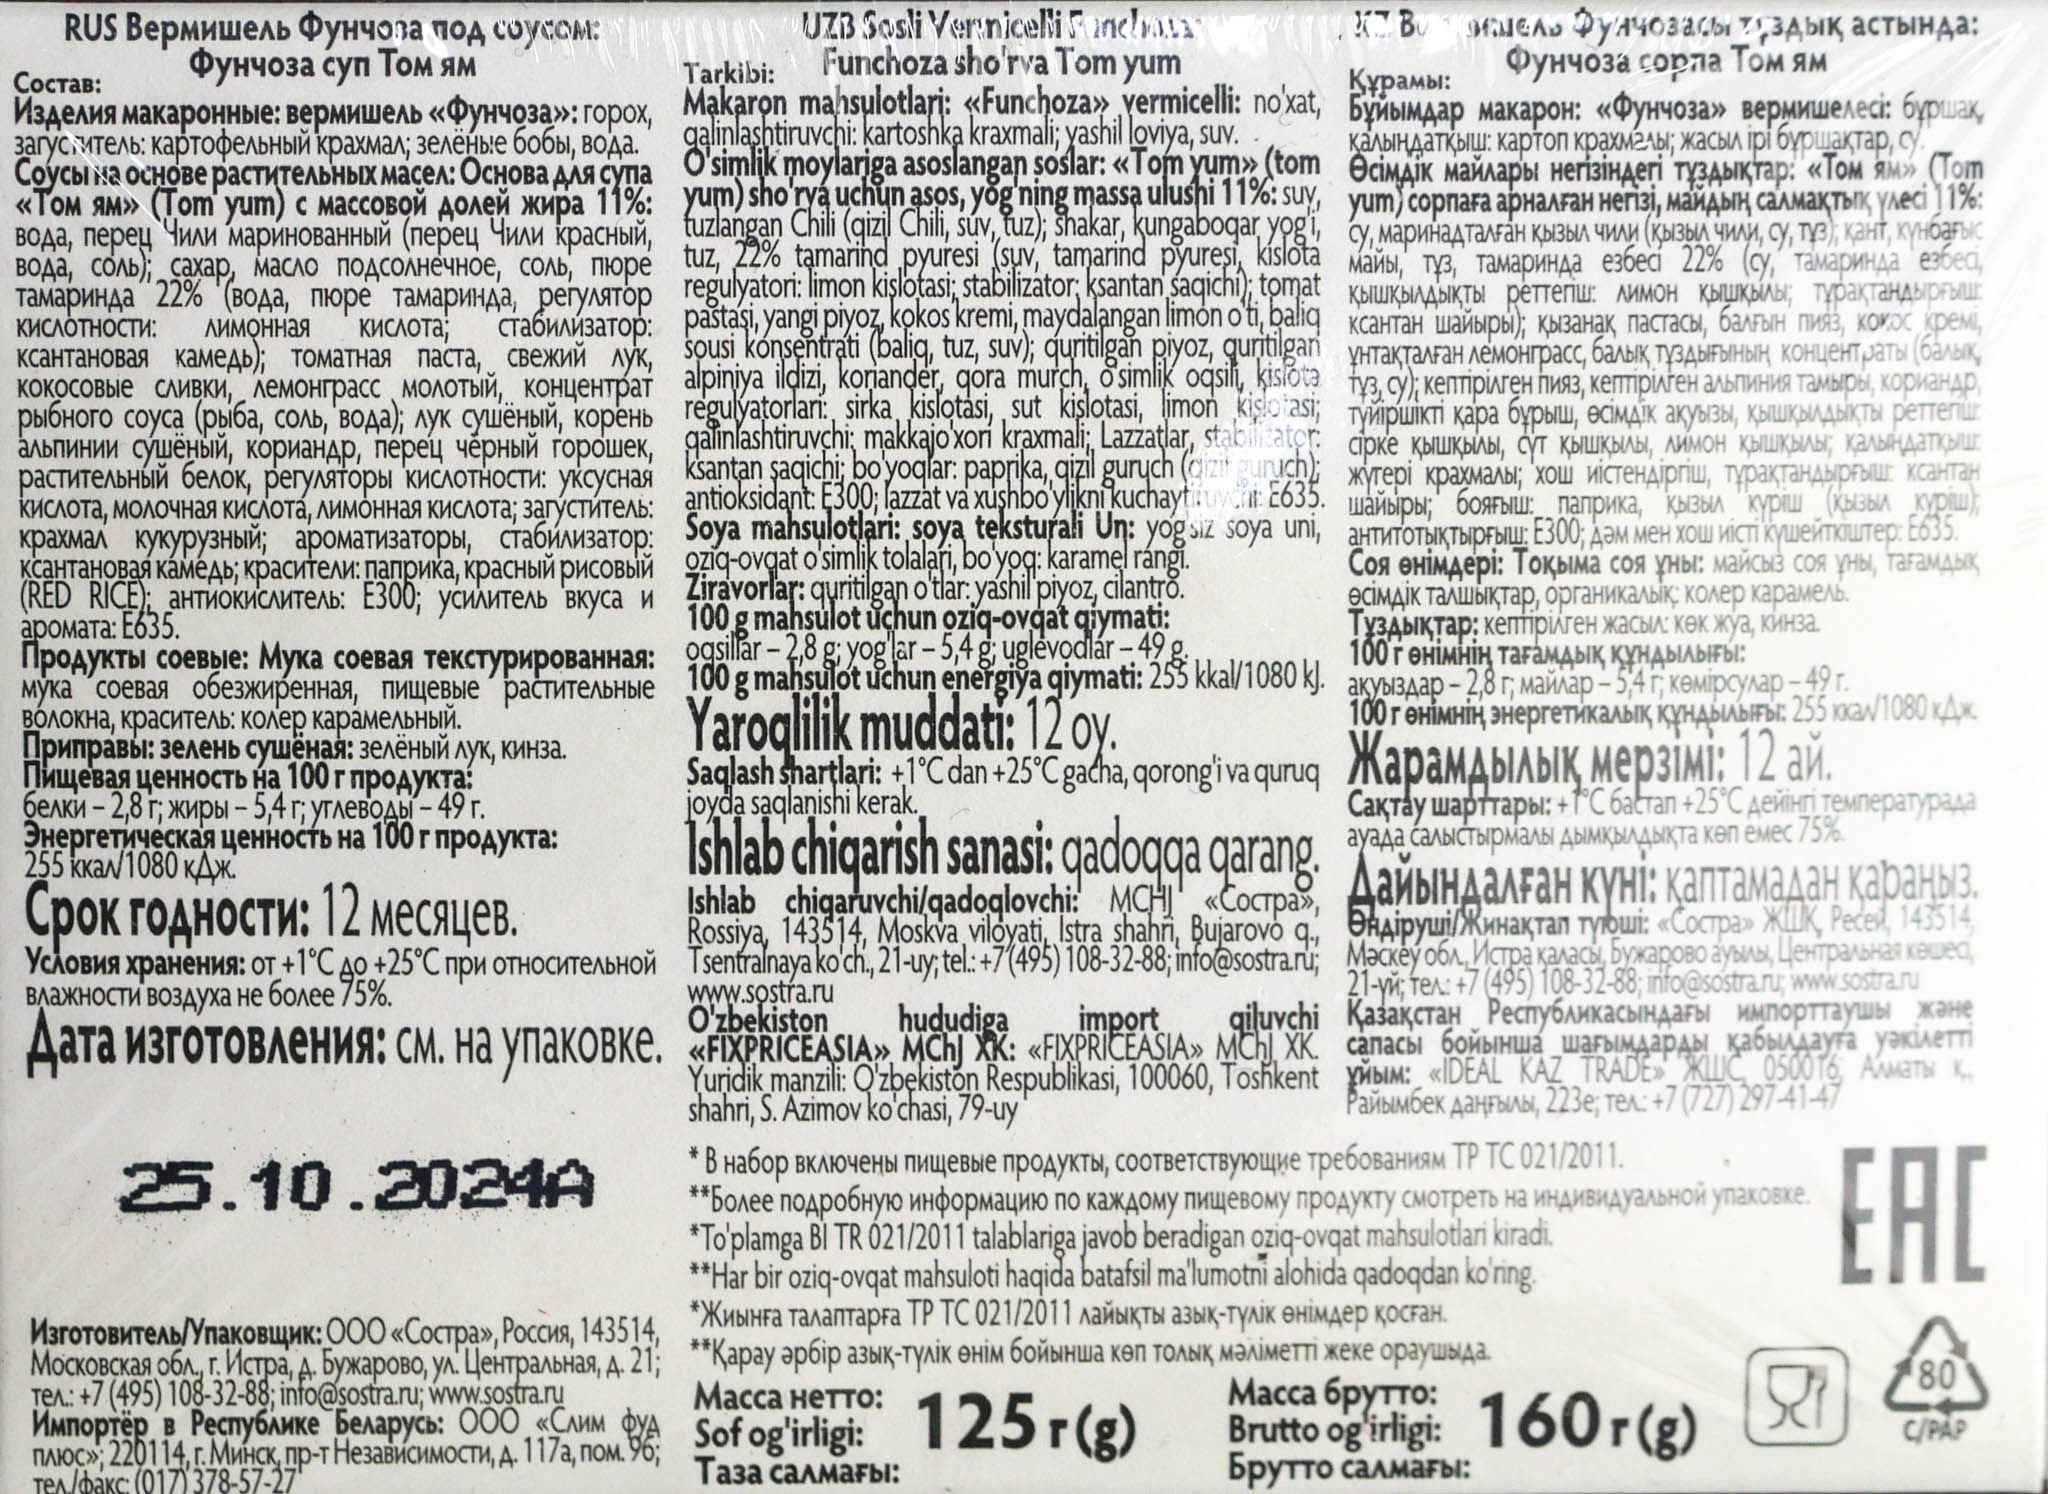 RUS Вермишель Фунчоза под соусом:
Фунчоза суп Том ям
Состав:
Изделия макаронные: вермишель «Фунчоза»: горох,
загуститель: картофельный крахмал; зелёные бобы, вода.
Соусы на основе растительных масел: Основа для супа
«Том ям» (Tom yum) с массовой долей жира 11%:
вода, перец Чили маринованный (перец Чили красный,
вода, соль); сахар, масло подсолнечное, соль, пюре
тамаринда 22% (вода, пюре тамаринда, регулятор
кислотности: лимонная кислота; стабилизатор:
ксантановая камедь); томатная паста, свежий лук,
кокосовые сливки, лемонграсс молотый, концентрат
рыбного соуса (рыба, соль, вода); лук сушёный, корень
альпинии сушёный, кориандр, перец чёрный горошек,
растительный белок, регуляторы кислотности: уксусная
кислота, молочная кислота, лимонная кислота; загуститель:
крахмал кукурузный; ароматизаторы, стабилизатор:
ксантановая камедь; красители: паприка, красный рисовый
(RED RICE); антиокислитель: Е300; усилитель вкуса и
аромата: Е635.
Продукты соевые: Мука соевая текстурированная:
мука соевая обезжиренная, пищевые растительные
волокна, краситель: колер карамельный.
Приправы: зелень сушёная: зелёный лук, кинза.
Пищевая ценность на 100 г продукта:
белки – 2,8 г; жиры – 5,4 г; углеводы – 49 г.
Энергетическая ценность на 100 г продукта:
255 ккал/1080 кДж.
Срок годности: 12 месяцев.
Условия хранения: от +1°С до +25°С при относительной
влажности воздуха не более 75%.
Дата изготовления: см. на упаковке.
25.10.2024A
Изготовитель/Упаковщик: ООО «Состра», Россия, 143514,
Московская обл., г. Истра, д. Бужарово, ул. Центральная, д. 21;
тел.: +7 (495) 108-32-88; info@sostra.ru; www.sostra.ru
Импортёр в Республике Беларусь: ООО «Слим фуд
плюс»; 220114, г. Минск, пр-т Независимости, д. 117а, пом. 9б;
тел./факс: (017) 378-57-27
UZB Sosli Vermicelli Funchoza:
Funchoza sho'rva Tom yum
Tarkibi:
Makaron mahsulotlari: «Funchoza» vermicelli: no'xat,
qalinlashtiruvchi: kartoshka kraxmali; yashil loviya, suv.
O'simlik moylariga asoslangan soslar: «Tom yum» (tom
yum) sho'rva uchun asos, yog'ning massa ulushi 11%: suv,
tuzlangan Chili (qizil Chili, suv, tuz); shakar, kungaboqar yog'i,
tuz, 22% tamarind pyuresi (suv, tamarind pyuresi, kislota
regulyatori: limon kislotasi; stabilizator: ksantan saqichi); tomat
pastasi, yangi piyoz, kokos kremi, maydalangan limon o'ti, baliq
sousi konsentrati (baliq, tuz, suv); quritilgan piyoz, quritilgan
alpiniya ildizi, koriander, qora murch, o'simlik oqsili, kislota
regulyatorlari: sirka kislotasi, sut kislotasi, limon kislotasi;
qalinlashtiruvchi: makkajo'xori kraxmali; Lazzatlar, stabilizator:
ksantan saqichi; bo'yoqlar: paprika, qizil guruch (qizil guruch);
antioksidant: E300; lazzat va xushbo'ylikni kuchaytiruvchi: E635.
Soya mahsulotlari: soya teksturali Un: yog'siz soya uni,
oziq-ovqat o'simlik tolalari, bo'yoq: karamel rangi.
Ziravorlar: quritilgan o'tlar: yashil piyoz, cilantro.
100 g mahsulot uchun oziq-ovqat qiymati:
oqsillar – 2,8 g; yog'lar – 5,4 g; uglevodlar – 49 g.
100 g mahsulot uchun energiya qiymati: 255 kkal/1080 kJ.
Yaroqlilik muddati: 12 oy.
Saqlash shartlari: +1°C dan +25°C gacha, qorong'i va quruq
joyda saqlanishi kerak.
Ishlab chiqarish sanasi: qadoqqa qarang.
Ishlab chiqaruvchi/qadoqlovchi: MCHJ «Состра»,
Rossiya, 143514, Moskva viloyati, Istra shahri, Bujarovo q.,
Tsentralnaya ko'ch., 21-uy; tel.: +7 (495) 108-32-88; info@sostra.ru;
www.sostra.ru
O'zbekiston hududiga import qiluvchi
«FIXPRICEASIA» MChJ XK: «FIXPRICEASIA» MChJ XK.
Yuridik manzili: O'zbekiston Respublikasi, 100060, Toshkent
shahri, S. Azimov ko'chasi, 79-uy
KZ Вермишель Фунчозасы тұздық астында:
Фунчоза сорпа Том ям
Құрамы:
Бұйымдар макарон: «Фунчоза» вермишелесі: бұршақ,
қалыңдатқыш: картоп крахмалы; жасыл ірі бұршақтар, су.
Өсімдік майлары негізіндегі тұздықтар: «Том ям» (Tom
yum) сорпаға арналған негізі, майдың салмақтық үлесі 11%:
су, маринадталған қызыл чили (қызыл чили, су, тұз); қант, күнбағыс
майы, тұз, тамаринда езбесі 22% (су, тамаринда езбесі,
қышқылдықты реттегіш: лимон қышқылы; тұрақтандырғыш:
ксантан шайыры); қызанақ пастасы, балғын пияз, кокос кремі,
ұнтақталған лемонграсс, балық тұздығының концентраты (балық,
тұз, су); кептірілген пияз, кептірілген альпиния тамыры, кориандр,
түйіршікті қара бұрыш, өсімдік ақуызы, қышқылдықты реттегіш:
сірке қышқылы, сүт қышқылы, лимон қышқылы; қалыңдатқыш:
жүгері крахмалы; хош иістендіргіш, тұрақтандырғыш: ксантан
шайыры; бояғыш: паприка, қызыл күріш (қызыл күріш);
антитотықтырғыш: Е300; дәм мен хош иісті күшейткіштер: Е635.
Соя өнімдері: Тоқыма соя ұны: майсыз соя ұны, тағамдық
өсімдік талшықтар, органикалық: колер карамель.
Тұздықтар: кептірілген жасыл: көк жуа, кинза.
100 г өнімнің тағамдық құндылығы:
ақуыздар – 2,8 г; майлар – 5,4 г; көмірсулар – 49 г.
100 г өнімнің энергетикалық құндылығы: 255 ккал/1080 кДж.
Жарамдылық мерзімі: 12 ай.
Сақтау шарттары: +1°С бастап +25°С дейінгі температурада
ауада салыстырмалы дымқылдықта көп емес 75%.
Дайындалған күні: қаптамадан қараңыз.
Өндіруші/Жинақтап түюші: «Состра» ЖШҚ, Ресей, 143514,
Мәскеу обл., Истра қаласы, Бужарово ауылы, Центральная көшесі,
21-үй; тел.: +7 (495) 108-32-88; info@sostra.ru; www.sostra.ru
Қазақстан Республикасындағы импорттаушы және
сапасы бойынша шағымдарды қабылдауға уәкілетті
ұйым: «IDEAL KAZ TRADE» ЖШС, 050016, Алматы қ.,
Райымбек даңғылы, 223е; тел.: +7 (727) 297-41-47
* В набор включены пищевые продукты, соответствующие требованиям ТР ТС 021/2011.
**Более подробную информацию по каждому пищевому продукту смотреть на индивидуальной упаковке.
*To'plamga BI TR 021/2011 talablariga javob beradigan oziq-ovqat mahsulotlari kiradi.
**Har bir oziq-ovqat mahsuloti haqida batafsil ma'lumotni alohida qadoqdan ko'ring.
*Жиынға талаптарға ТР ТС 021/2011 лайықты азық-түлік өнімдер қосған.
**Қарау әрбір азық-түлік өнім бойынша көп толық мәліметті жеке ораушыда.
EAC
Масса нетто:
Sof og'irligi:
Таза салмағы:
125 г (g)
Масса брутто:
Brutto og'irligi:
Брутто салмағы:
160 г (g)
80
C/PAP